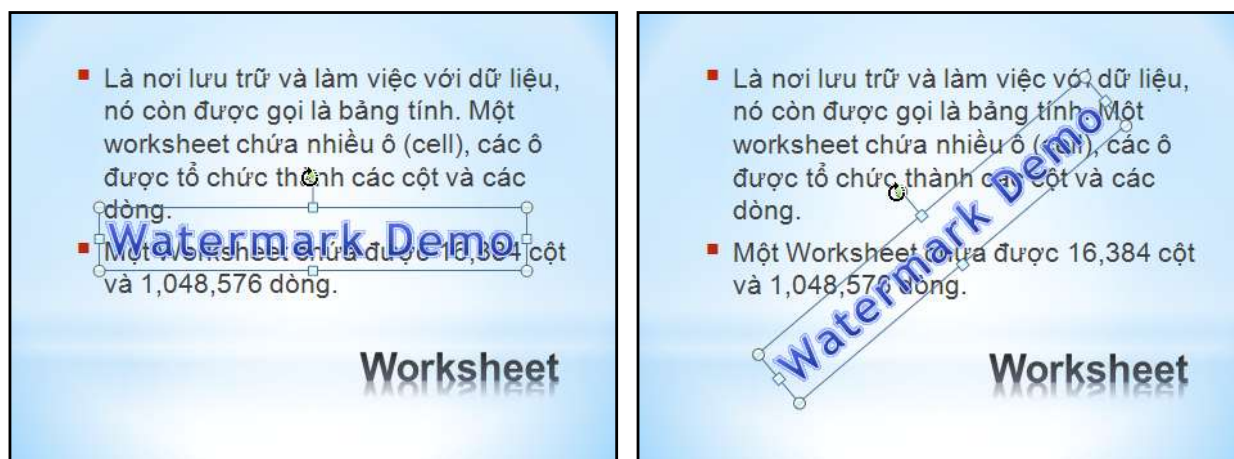 Là nơi lưu trữ và làm việc với dữ liệu,
nó còn được gọi là bảng tính. Một
worksheet chứa nhiều ô (cell), các ô
được tổ chức thành các cột và các
dòng.
Watermark Demo
Một Worksheet chứa được 16,384 cột
và 1,048,576 dòng.
Worksheet
Là nơi lưu trữ và làm việc với dữ liệu,
nó còn được gọi là bảng tính. Một
worksheet chứa nhiều ô (cell), các ô
được tổ chức thành các cột và các
dòng.
Watermark Demo
Một Worksheet chứa được 16,384 cột
và 1,048,576 dòng.
Worksheet